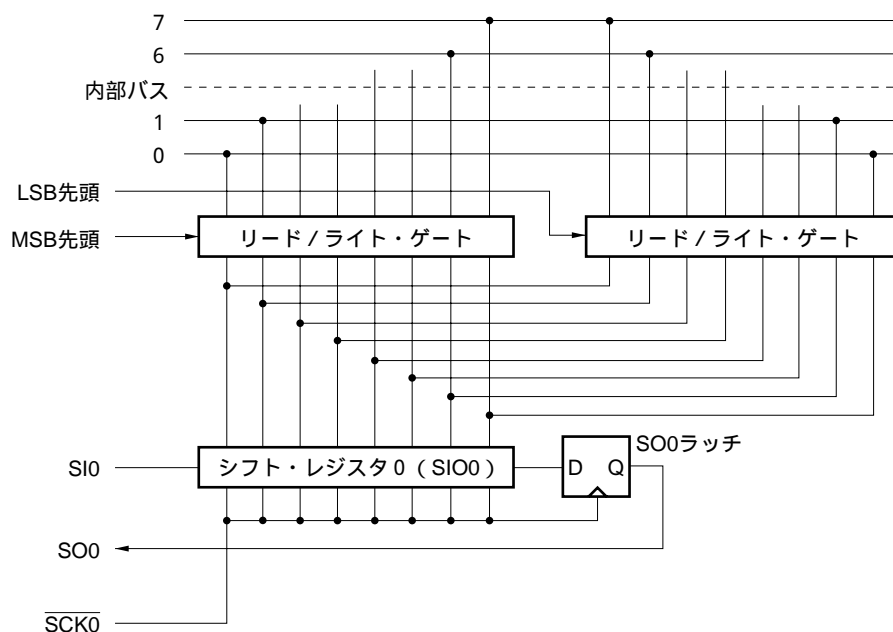 7
6
内部バス
1
0
LSB先頭
MSB先頭
リード/ライト・ゲート
リード/ライト・ゲート
SI0
シフト・レジスタ0(SIO0)
D Q
SO0ラッチ
SO0
SCK0